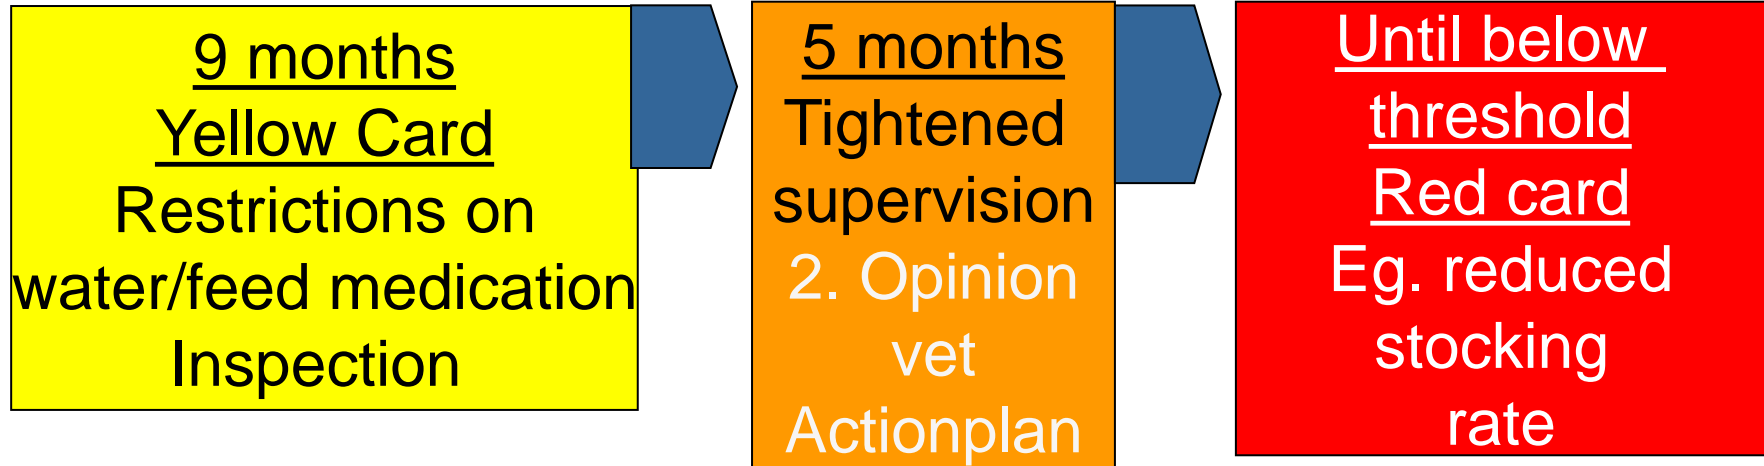 9 months
Yellow Card
Restrictions on
water/feed medication
Inspection
5 months
Tightened
supervision
2. Opinion
vet
Actionplan
Until below
threshold
Red card
Eg. reduced
stocking
rate